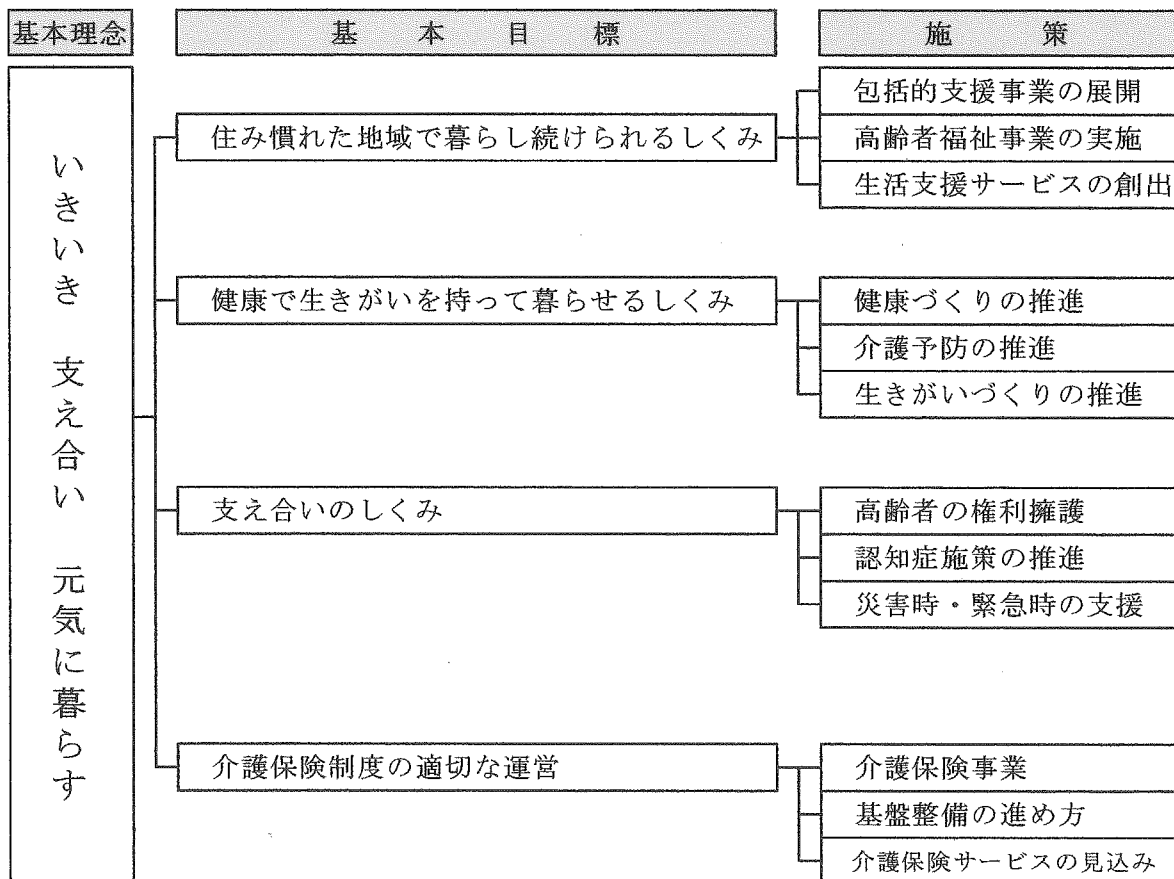 基本理念
基本目標
施策
いきいき 支え合い 元気に暮らす
住み慣れた地域で暮らし続けられるしくみ
包括的支援事業の展開
高齢者福祉事業の実施
生活支援サービスの創出
健康で生きがいを持って暮らせるしくみ
健康づくりの推進
介護予防の推進
生きがいづくりの推進
支え合いのしくみ
高齢者の権利擁護
認知症施策の推進
災害時・緊急時の支援
介護保険制度の適切な運営
介護保険事業
基盤整備の進め方
介護保険サービスの見込み